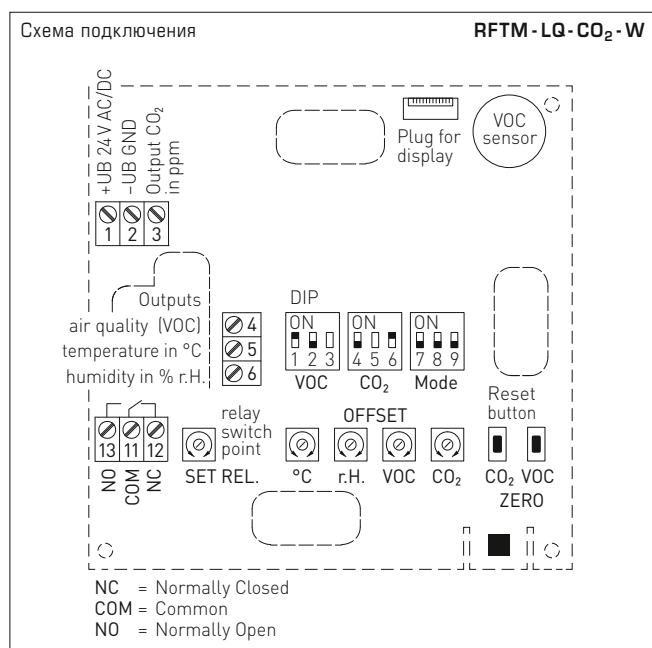 Схема подключения
RFTM-LQ-CO₂-W
+UB 24V AC/DC
–UB GND
Output CO₂
in ppm
1 2 3
Plug for
display
VOC
sensor
Outputs
air quality (VOC)
temperature in °C
humidity in % r.H.
4
5
6
DIP
ON ON ON
1 2 3 4 5 6 7 8 9
VOC CO₂ Mode
13 11 12
NO
COM
NC
relay
switch
point
SET REL.
OFFSET
°C r.H. VOC CO₂
Reset
button
CO₂ VOC
ZERO
NC = Normally Closed
COM = Common
NO = Normally Open